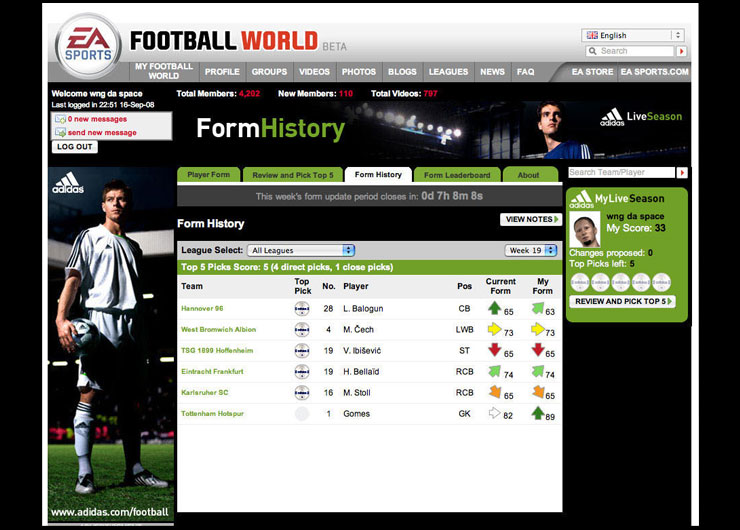 EA SPORTS
FOOTBALL WORLD BETA
English
Search
MY FOOTBALL WORLD PROFILE GROUPS VIDEOS PHOTOS BLOGS LEAGUES NEWS FAQ EA STORE EA SPORTS.COM
Welcome wng da space Total Members: 4,202 New Members: 110 Total Videos: 797
Last logged in 22:51 16-Sep-08
0 new messages
send new message
LOG OUT
FormHistory
adidas LiveSeason
adidas
www.adidas.com/football
Player Form Review and Pick Top 5 Form History Form Leaderboard About
This week's form update period closes in: 0d 7h 8m 8s
Form History
VIEW NOTES
League Select: All Leagues Week 19
Top 5 Picks Score: 5 (4 direct picks, 1 close picks)
Team Top Pick No. Player Pos Current Form My Form
Hannover 96 28 L. Balogun CB 65 63
West Bromwich Albion 4 M. Čech LWB 73 73
TSG 1899 Hoffenheim 19 V. Ibišević ST 65 65
Eintracht Frankfurt 19 H. Bellaïd RCB 74 74
Karlsruher SC 16 M. Stoll RCB 65 65
Tottenham Hotspur 1 Gomes GK 82 89
Search Team/Player
adidas MyLiveSeason
wng da space
My Score: 33
Changes proposed: 0
Top Picks left: 5
REVIEW AND PICK TOP 5